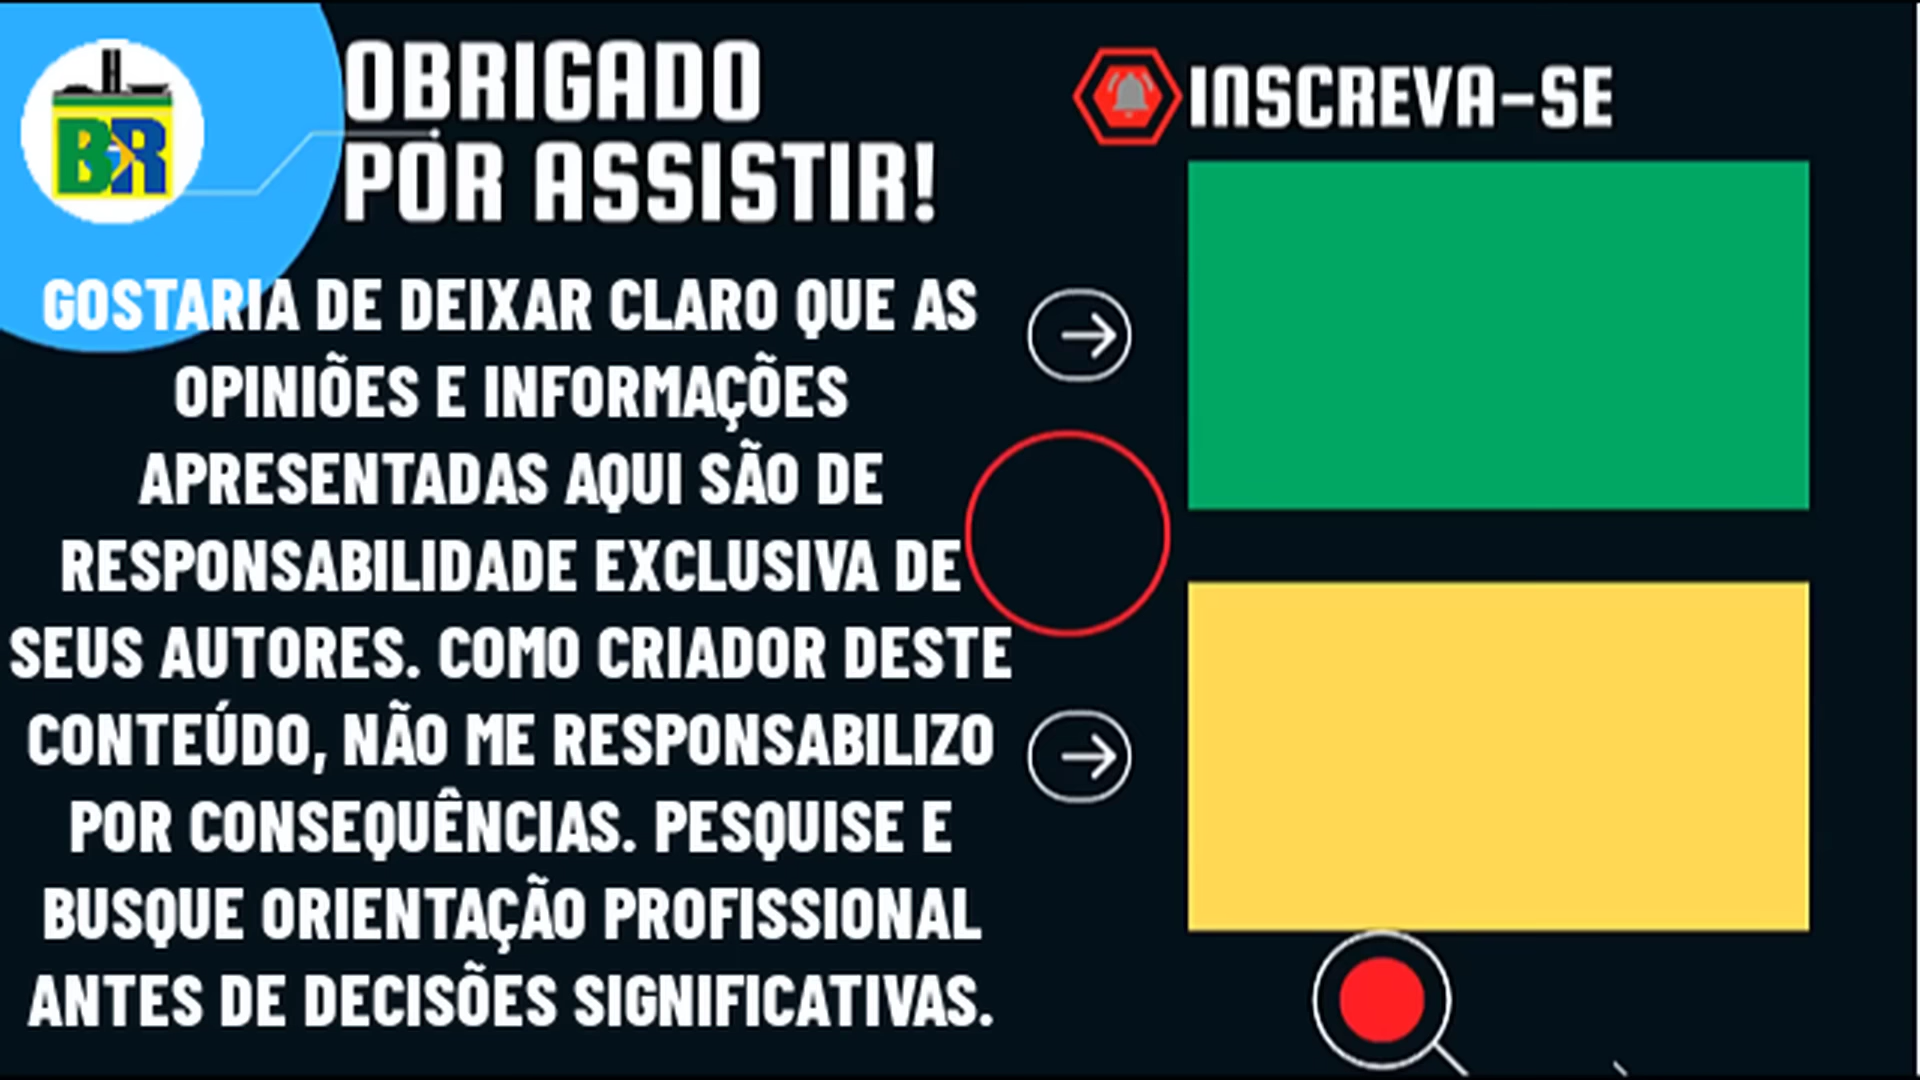 BR
OBRIGADO
POR ASSISTIR!
INSCREVA-SE
GOSTARIA DE DEIXAR CLARO QUE AS
OPINIÕES E INFORMAÇÕES
APRESENTADAS AQUI SÃO DE
RESPONSABILIDADE EXCLUSIVA DE
SEUS AUTORES. COMO CRIADOR DESTE
CONTEÚDO, NÃO ME RESPONSABILIZO
POR CONSEQUÊNCIAS. PESQUISE E
BUSQUE ORIENTAÇÃO PROFISSIONAL
ANTES DE DECISÕES SIGNIFICATIVAS.